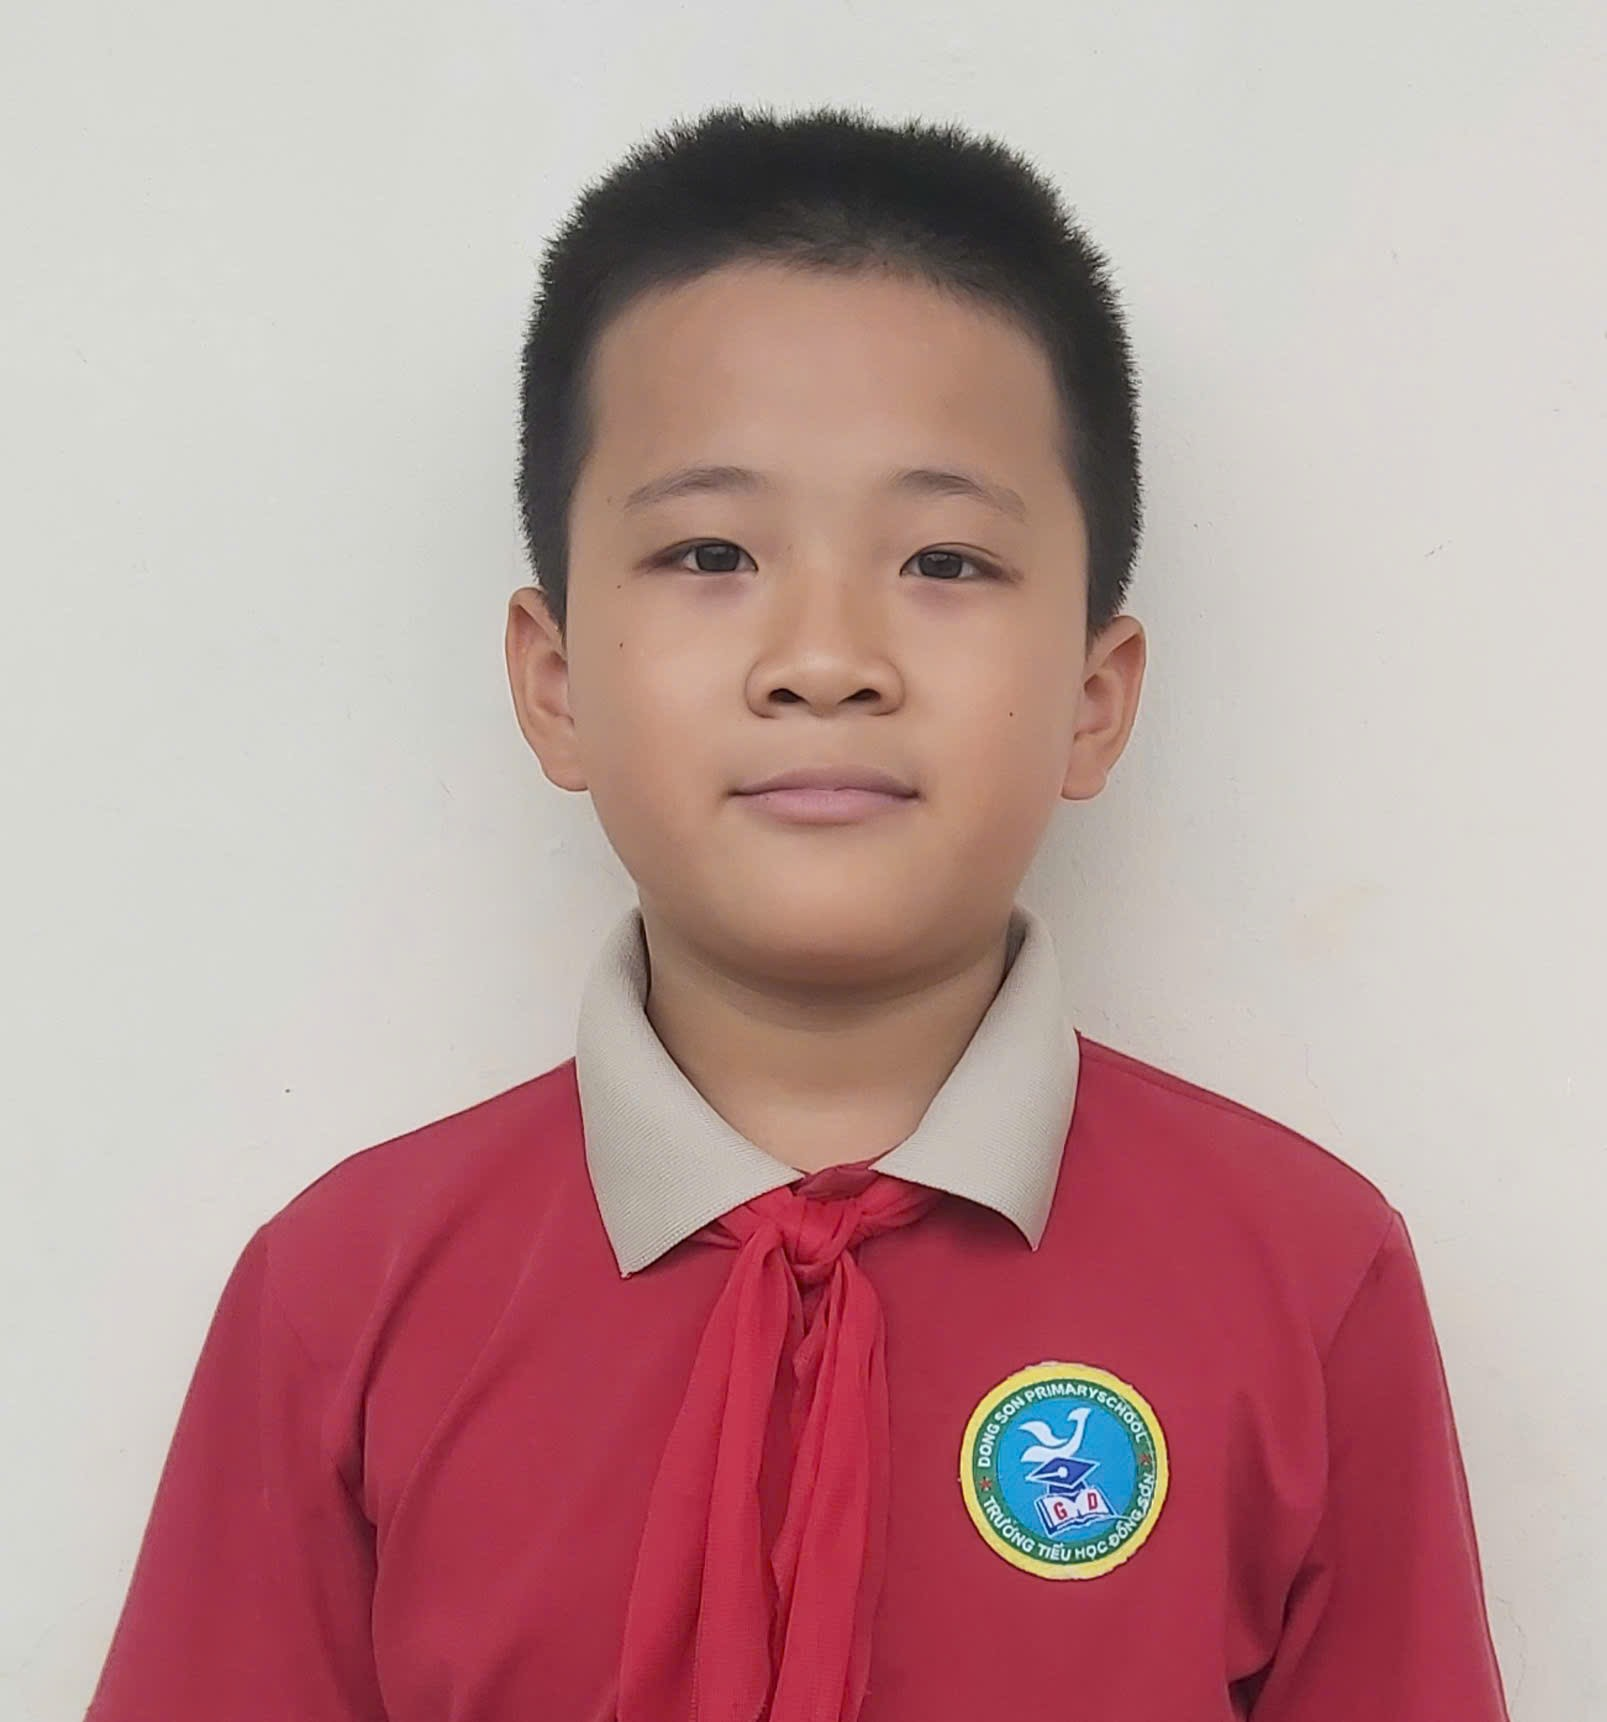 DONG SON PRIMARYSCHOOL
G D
TRƯỜNG TIỂU HỌC ĐÔNG SƠN